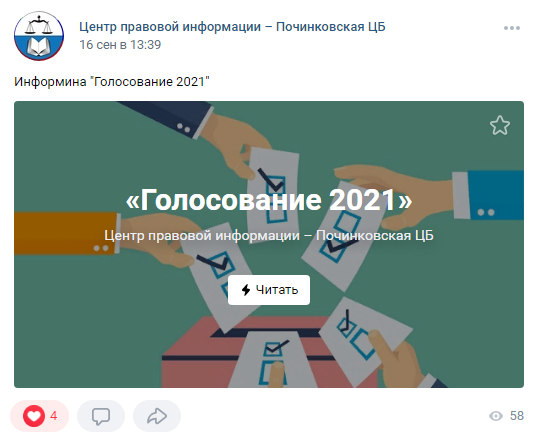 Центр правовой информации – Починковская ЦБ
16 сен в 13:39
Информина "Голосование 2021"
«Голосование 2021»
Центр правовой информации – Починковская ЦБ
Читать
4
58